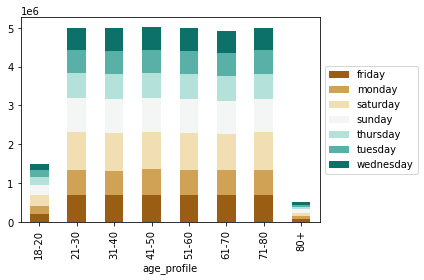 1e6
5
4
3
2
1
0
18-20
21-30
31-40
41-50
51-60
61-70
71-80
80+
age_profile
friday
monday
saturday
sunday
thursday
tuesday
wednesday